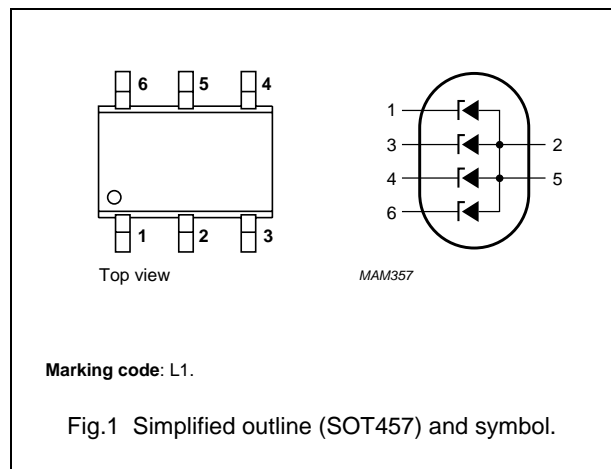 6 5 4
1 2 3
Top view
1
3 2
4 5
6
MAM357
Marking code: L1.
Fig.1 Simplified outline (SOT457) and symbol.